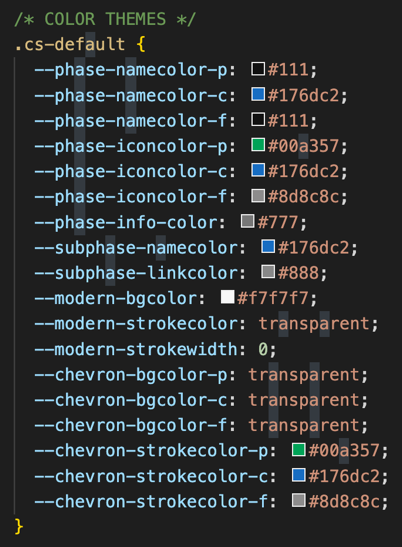 /* COLOR THEMES */
.cs-default {
--phase-namecolor-p: #111;
--phase-namecolor-c: #176dc2;
--phase-namecolor-f: #111;
--phase-iconcolor-p: #00a357;
--phase-iconcolor-c: #176dc2;
--phase-iconcolor-f: #8d8c8c;
--phase-info-color: #777;
--subphase-namecolor: #176dc2;
--subphase-linkcolor: #888;
--modern-bgcolor: #f7f7f7;
--modern-strokecolor: transparent;
--modern-strokewidth: 0;
--chevron-bgcolor-p: transparent;
--chevron-bgcolor-c: transparent;
--chevron-bgcolor-f: transparent;
--chevron-strokecolor-p: #00a357;
--chevron-strokecolor-c: #176dc2;
--chevron-strokecolor-f: #8d8c8c;
}